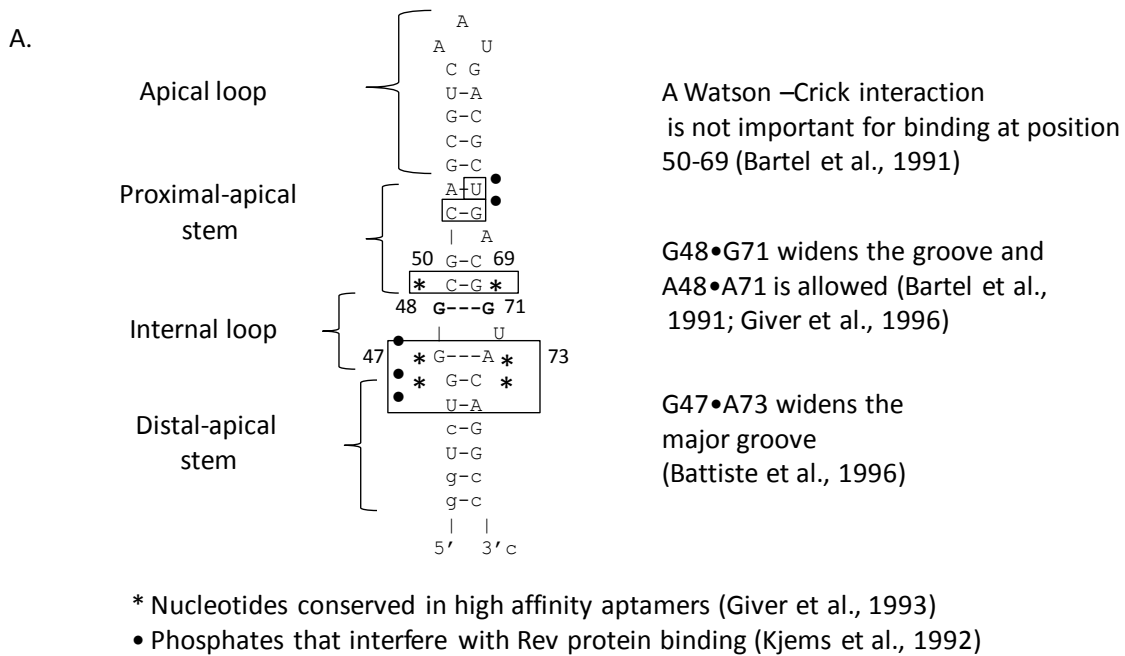 A.
A
A U
C G
Apical loop
U-A
G-C
C-G
G-C
A-U
Proximal-apical
stem
C-G
| A
50 69
G-C
* C-G *
48 G---G 71
Internal loop
| U
47 * G---A * 73
* G-C *
U A
Distal-apical
stem
c-G
U-G
g-c
g-c
| |
5’ 3’c
A Watson –Crick interaction
is not important for binding at position
50-69 (Bartel et al., 1991)
G48•G71 widens the groove and
A48•A71 is allowed (Bartel et al.,
1991; Giver et al., 1996)
G47•A73 widens the
major groove
(Battiste et al., 1996)
* Nucleotides conserved in high affinity aptamers (Giver et al., 1993)
• Phosphates that interfere with Rev protein binding (Kjems et al., 1992)